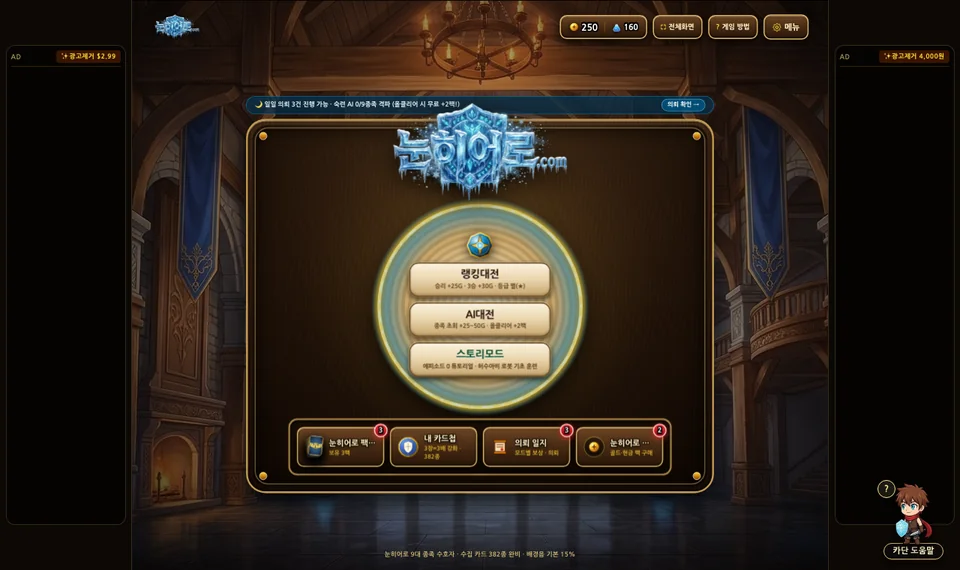 눈히어로.com
250 160
전체화면
? 게임 방법
메뉴
AD
광고제거 $2.99
AD
광고제거 4,000원
일일 의뢰 3건 진행 가능 · 숙련 AI 0/9종족 격파 (올클리어 시 무료 +2팩!)
의뢰 확인 →
눈히어로.com
랭킹대전
승리 +25G · 3승 +30G · 등급 별(★)
AI대전
종족 초회 +25~50G · 올클리어 +2팩
스토리모드
에피소드 0 튜토리얼 · 허수아비 로봇 기초 훈련
3
눈히어로 팩…
보유 3팩
내 카드첩
3장=3배 강화 ·
382종
3
의뢰 일지
모드별 보상 · 의뢰
2
눈히어로 …
골드·현금 팩 구매
눈히어로 9대 종족 수호자 · 수집 카드 382종 완비 · 배경음 기본 15%
?
카단 도움말